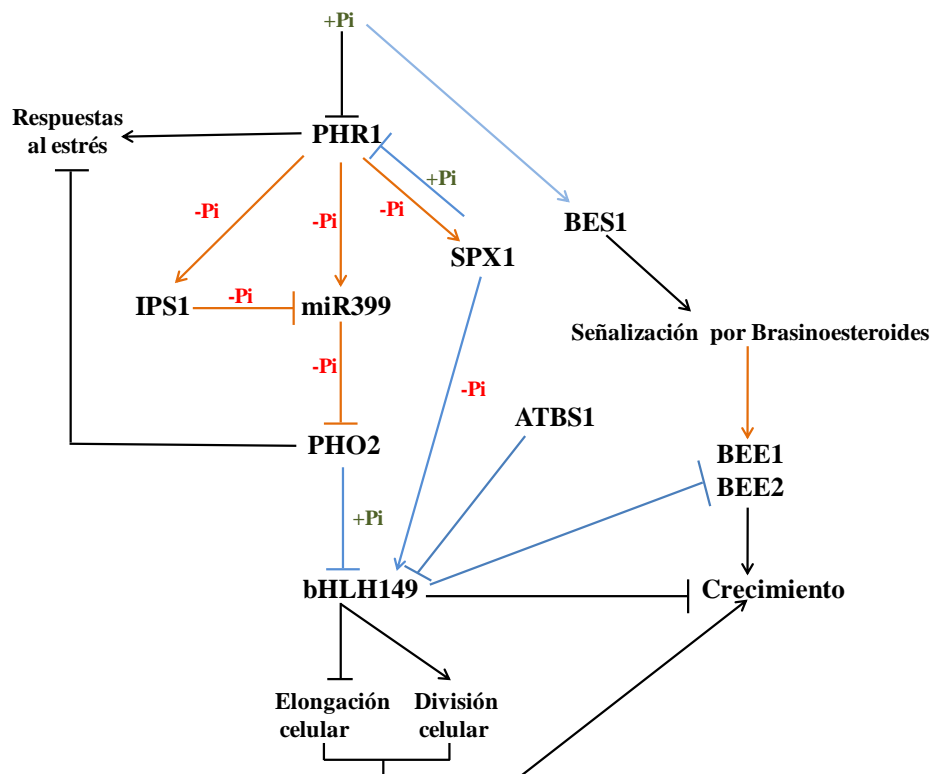 +Pi
Respuestas
al estrés
PHR1
+Pi
-Pi
-Pi
-Pi
BES1
SPX1
IPS1
-Pi
miR399
Señalización por Brasinoesteroides
-Pi
-Pi
ATBS1
PHO2
BEE1
BEE2
+Pi
bHLH149
Crecimiento
Elongación
celular
División
celular